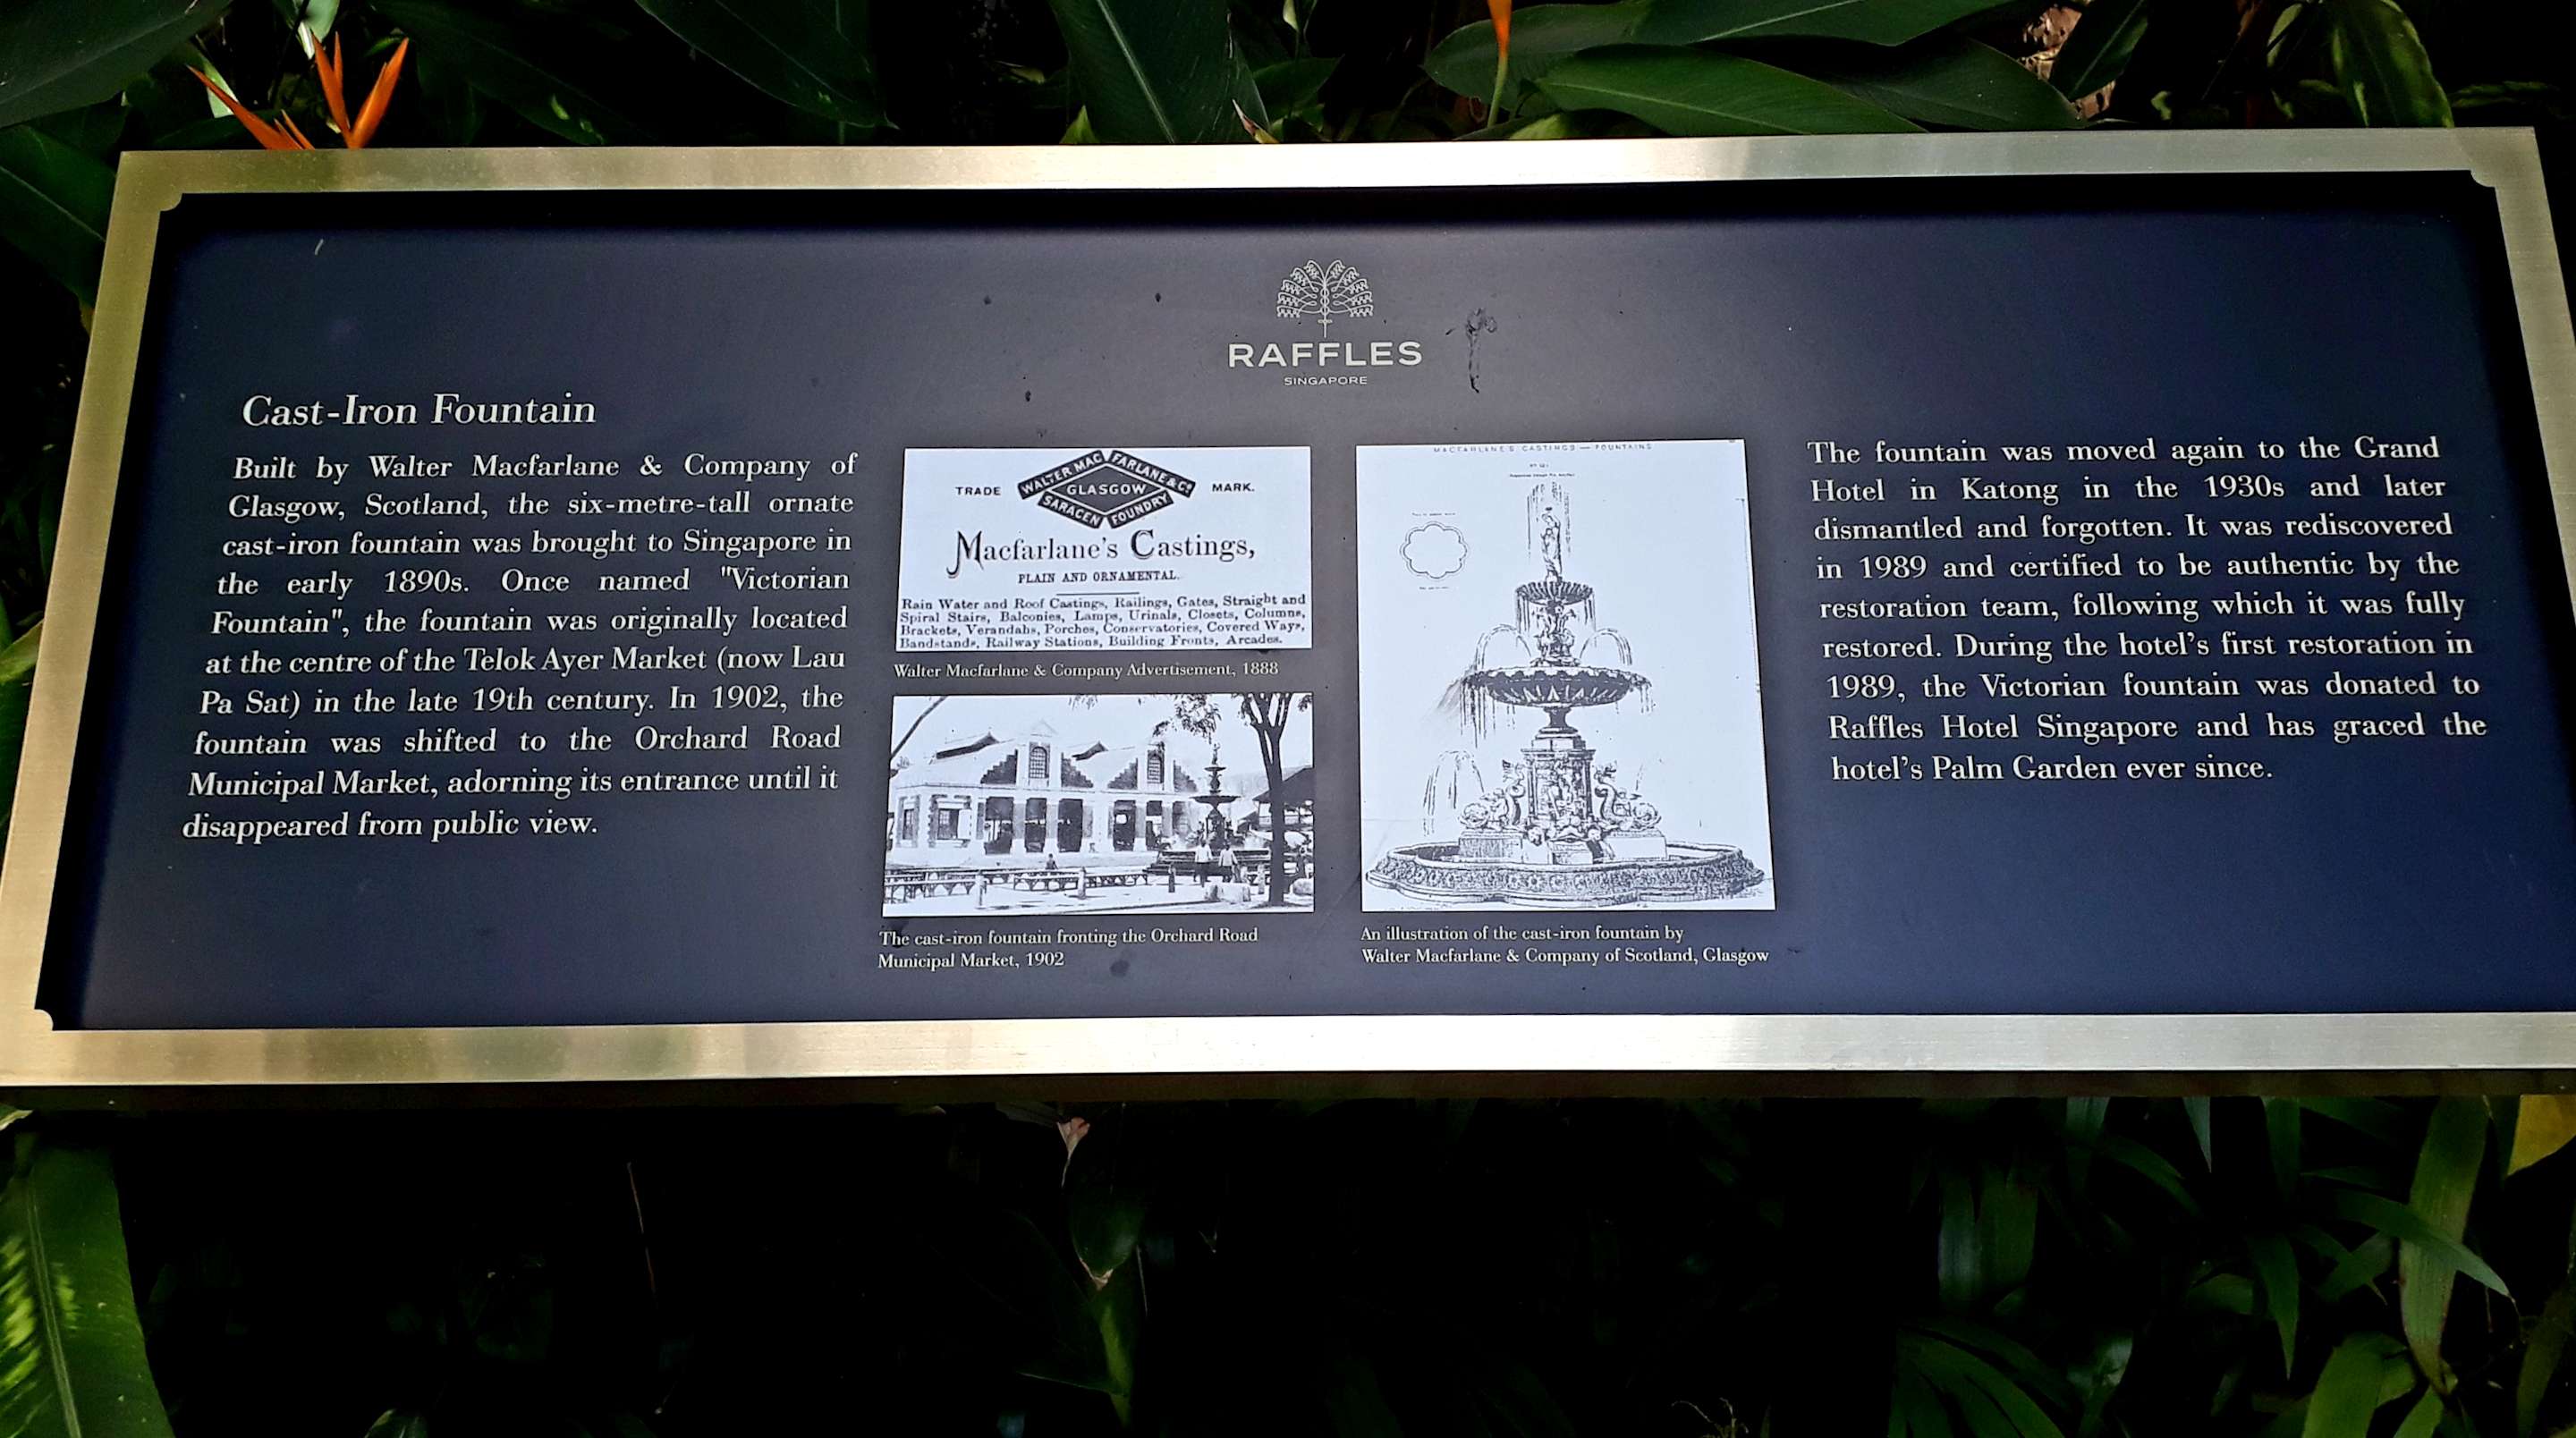 RAFFLES
SINGAPORE
Cast-Iron Fountain
Built by Walter Macfarlane & Company of
Glasgow, Scotland, the six-metre-tall ornate
cast-iron fountain was brought to Singapore in
the early 1890s. Once named "Victorian
Fountain", the fountain was originally located
at the centre of the Telok Ayer Market (now Lau
Pa Sat) in the late 19th century. In 1902, the
fountain was shifted to the Orchard Road
Municipal Market, adorning its entrance until it
disappeared from public view.
TRADE
WALTER MAC FARLANE & Co
GLASGOW
SARACEN FOUNDRY
MARK.
Macfarlane's Castings,
PLAIN AND ORNAMENTAL.
Rain Water and Roof Castings, Railings, Gates, Straight and
Spiral Stairs, Balconies, Lamps, Urinals, Closets, Columns,
Brackets, Verandahs, Porches, Conservatories, Covered Ways,
Bandstands, Railway Stations, Building Fronts, Arcades.
Walter Macfarlane & Company Advertisement, 1888
The cast-iron fountain fronting the Orchard Road
Municipal Market, 1902
MACFARLANE'S CASTINGS — FOUNTAINS
An illustration of the cast-iron fountain by
Walter Macfarlane & Company of Scotland, Glasgow
The fountain was moved again to the Grand
Hotel in Katong in the 1930s and later
dismantled and forgotten. It was rediscovered
in 1989 and certified to be authentic by the
restoration team, following which it was fully
restored. During the hotel's first restoration in
1989, the Victorian fountain was donated to
Raffles Hotel Singapore and has graced the
hotel's Palm Garden ever since.